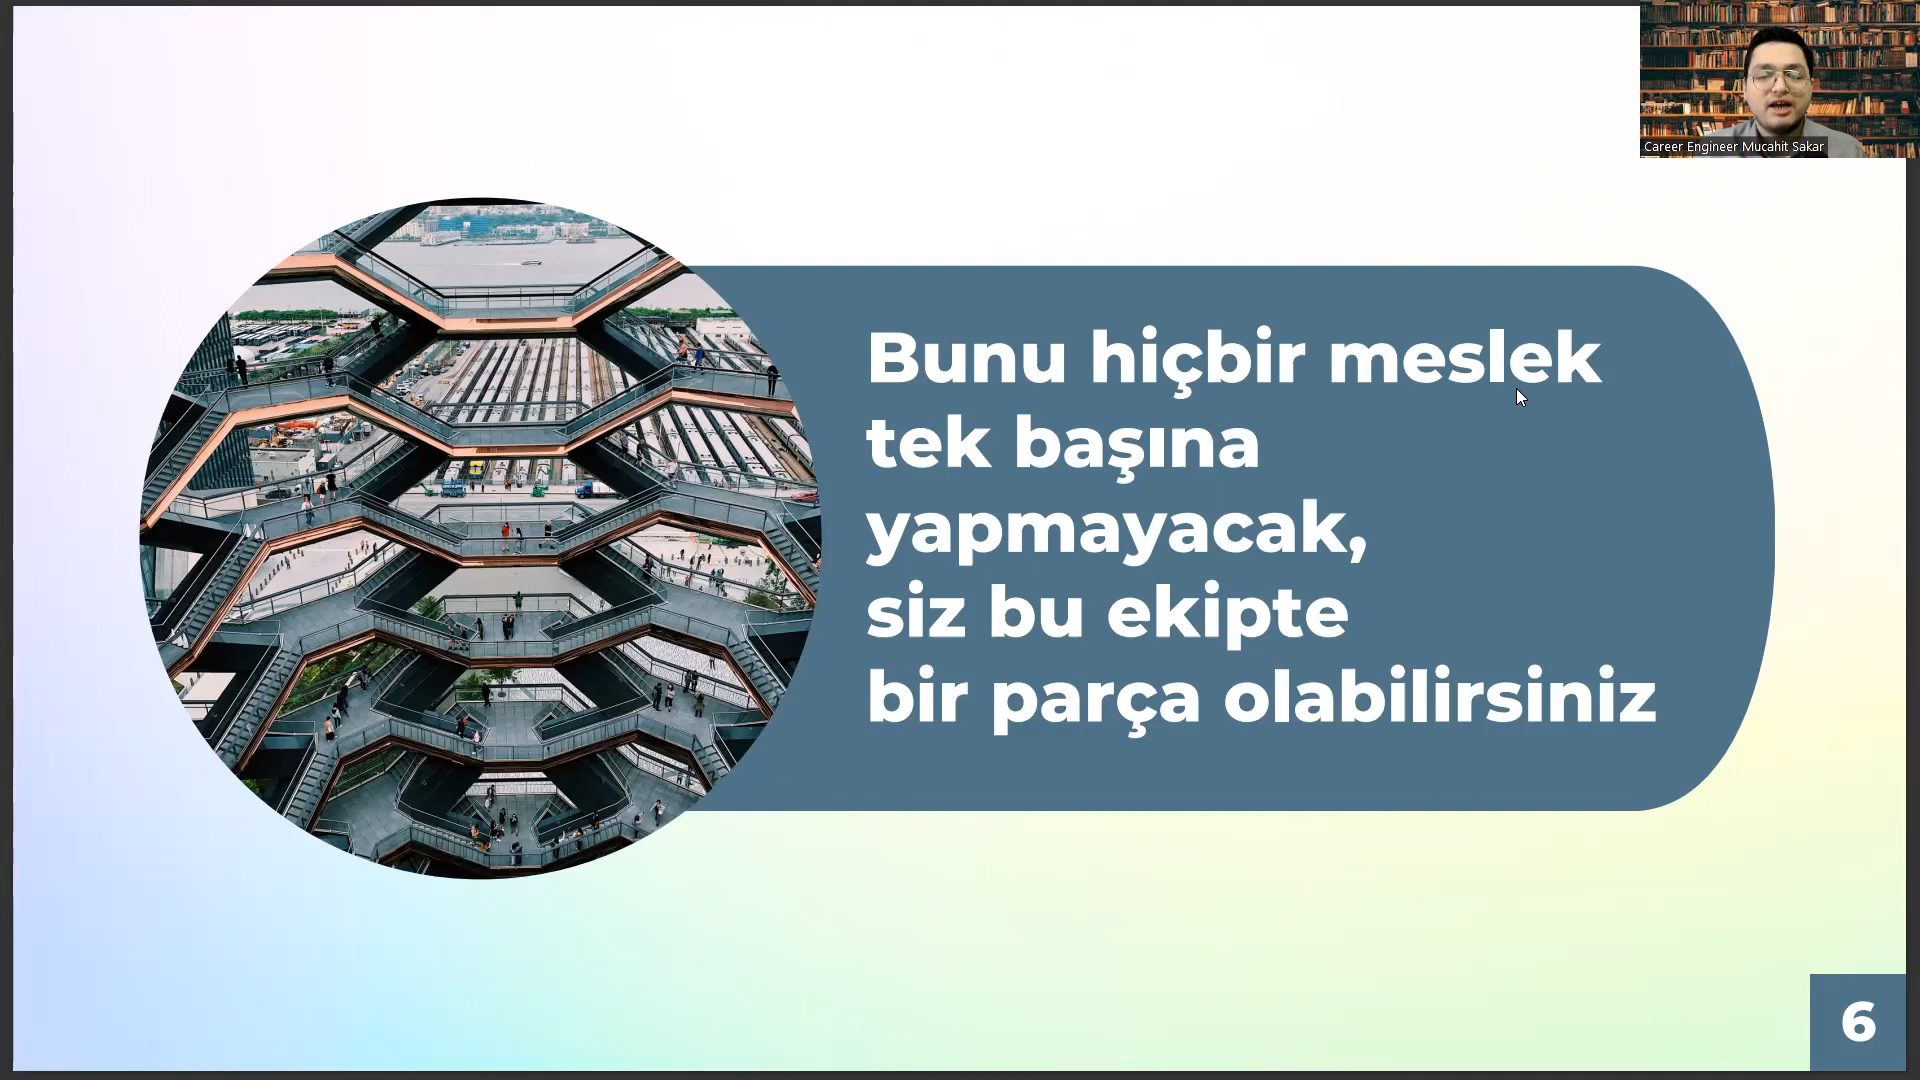 Career Engineer Mucahit Sakar
Bunu hiçbir meslek
tek başına
yapmayacak,
siz bu ekipte
bir parça olabilirsiniz
6